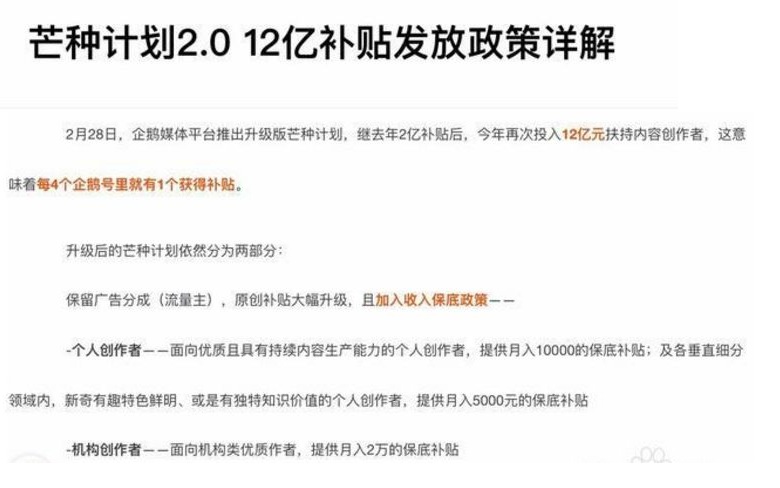 芒种计划2.0 12亿补贴发放政策详解
2月28日，企鹅媒体平台推出升级版芒种计划，继去年2亿补贴后，今年再次投入12亿元扶持内容创作者，这意
味着每4个企鹅号里就有1个获得补贴。
升级后的芒种计划依然分为两部分：
保留广告分成（流量主），原创补贴大幅升级，且加入收入保底政策——
-个人创作者——面向优质且具有持续内容生产能力的个人创作者，提供月入10000的保底补贴；及各垂直细分
领域内，新奇有趣特色鲜明、或是有独特知识价值的个人创作者，提供月入5000元的保底补贴
-机构创作者——面向机构类优质作者，提供月入2万的保底补贴